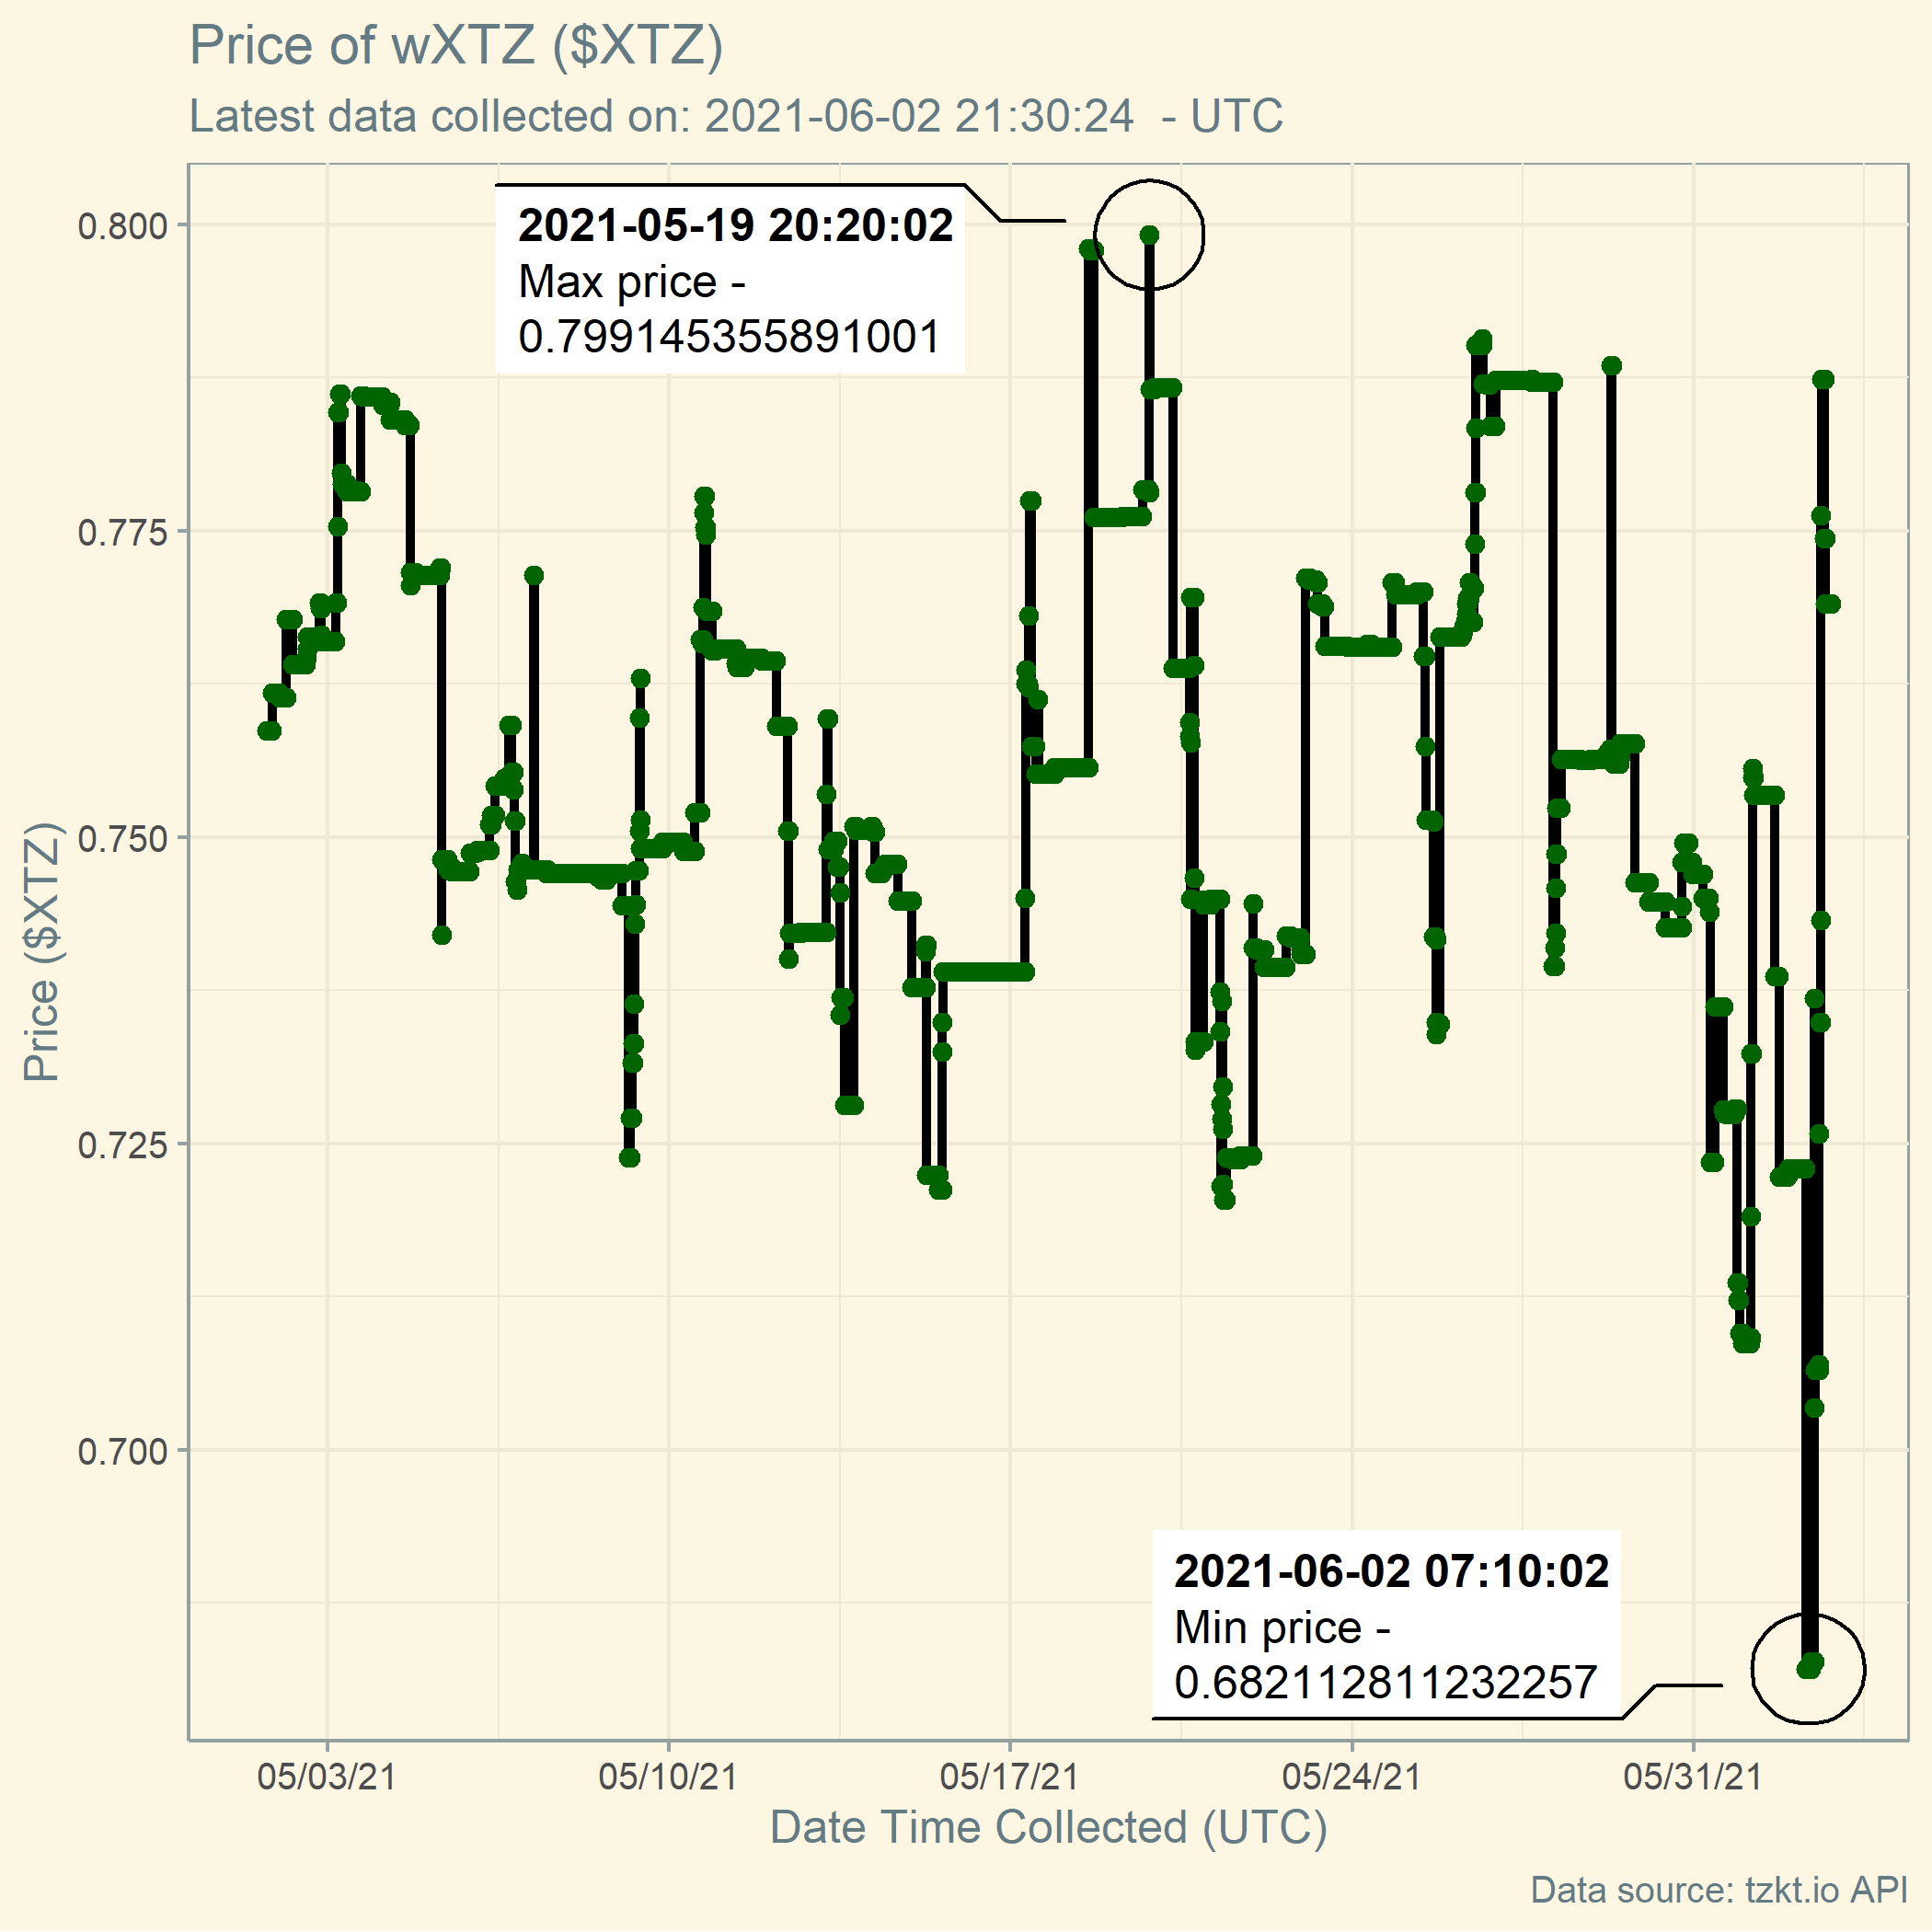 Price of wXTZ ($XTZ)
Latest data collected on: 2021-06-02 21:30:24  - UTC
2021-05-19 20:20:02
Max price -
0.799145355891001
0.800
0.775
0.750
0.725
0.700
Price ($XTZ)
2021-06-02 07:10:02
Min price -
0.682112811232257
05/03/21
05/10/21
05/17/21
05/24/21
05/31/21
Date Time Collected (UTC)
Data source: tzkt.io API